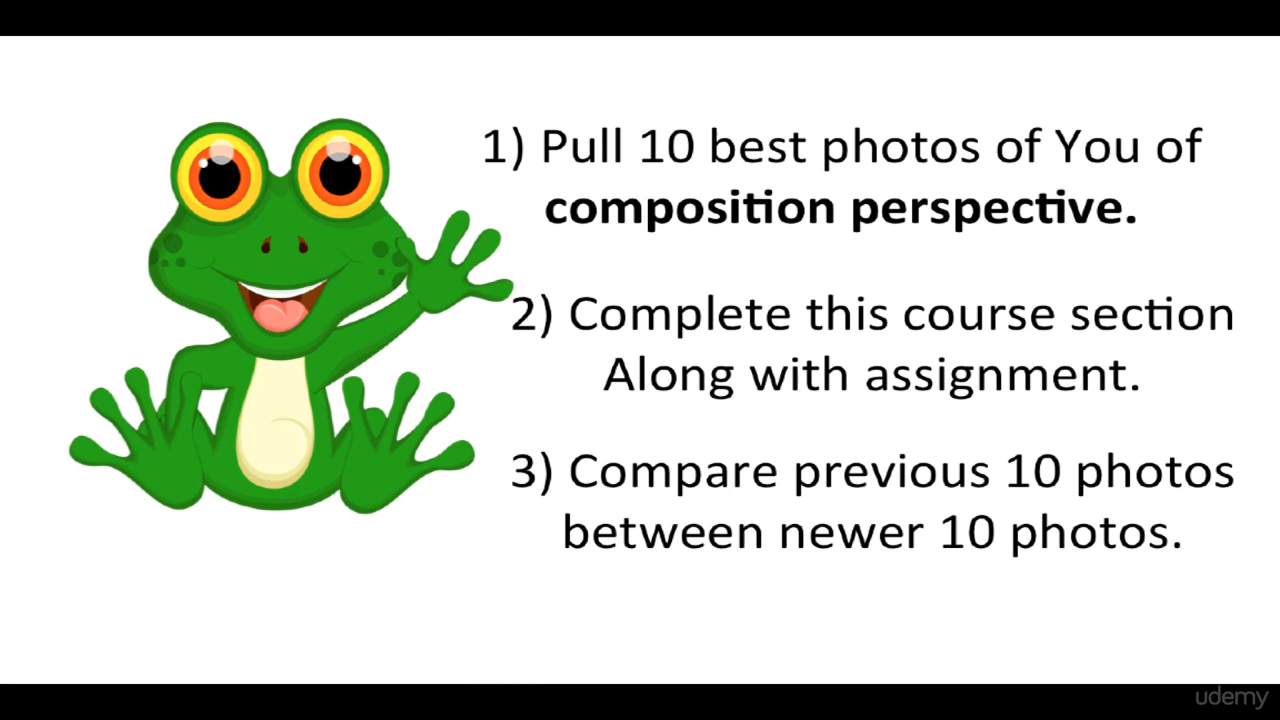 1) Pull 10 best photos of You of
composition perspective.
2) Complete this course section
Along with assignment.
3) Compare previous 10 photos
between newer 10 photos.
udemy